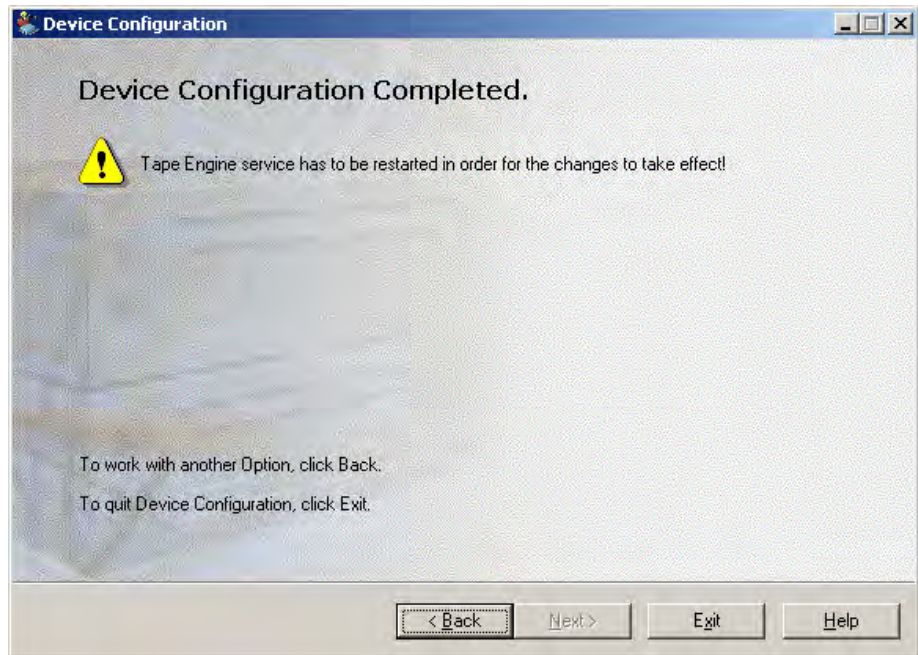 Device Configuration
Device Configuration Completed.
Tape Engine service has to be restarted in order for the changes to take effect!
To work with another Option, click Back.
To quit Device Configuration, click Exit.
< Back
Next >
Exit
Help